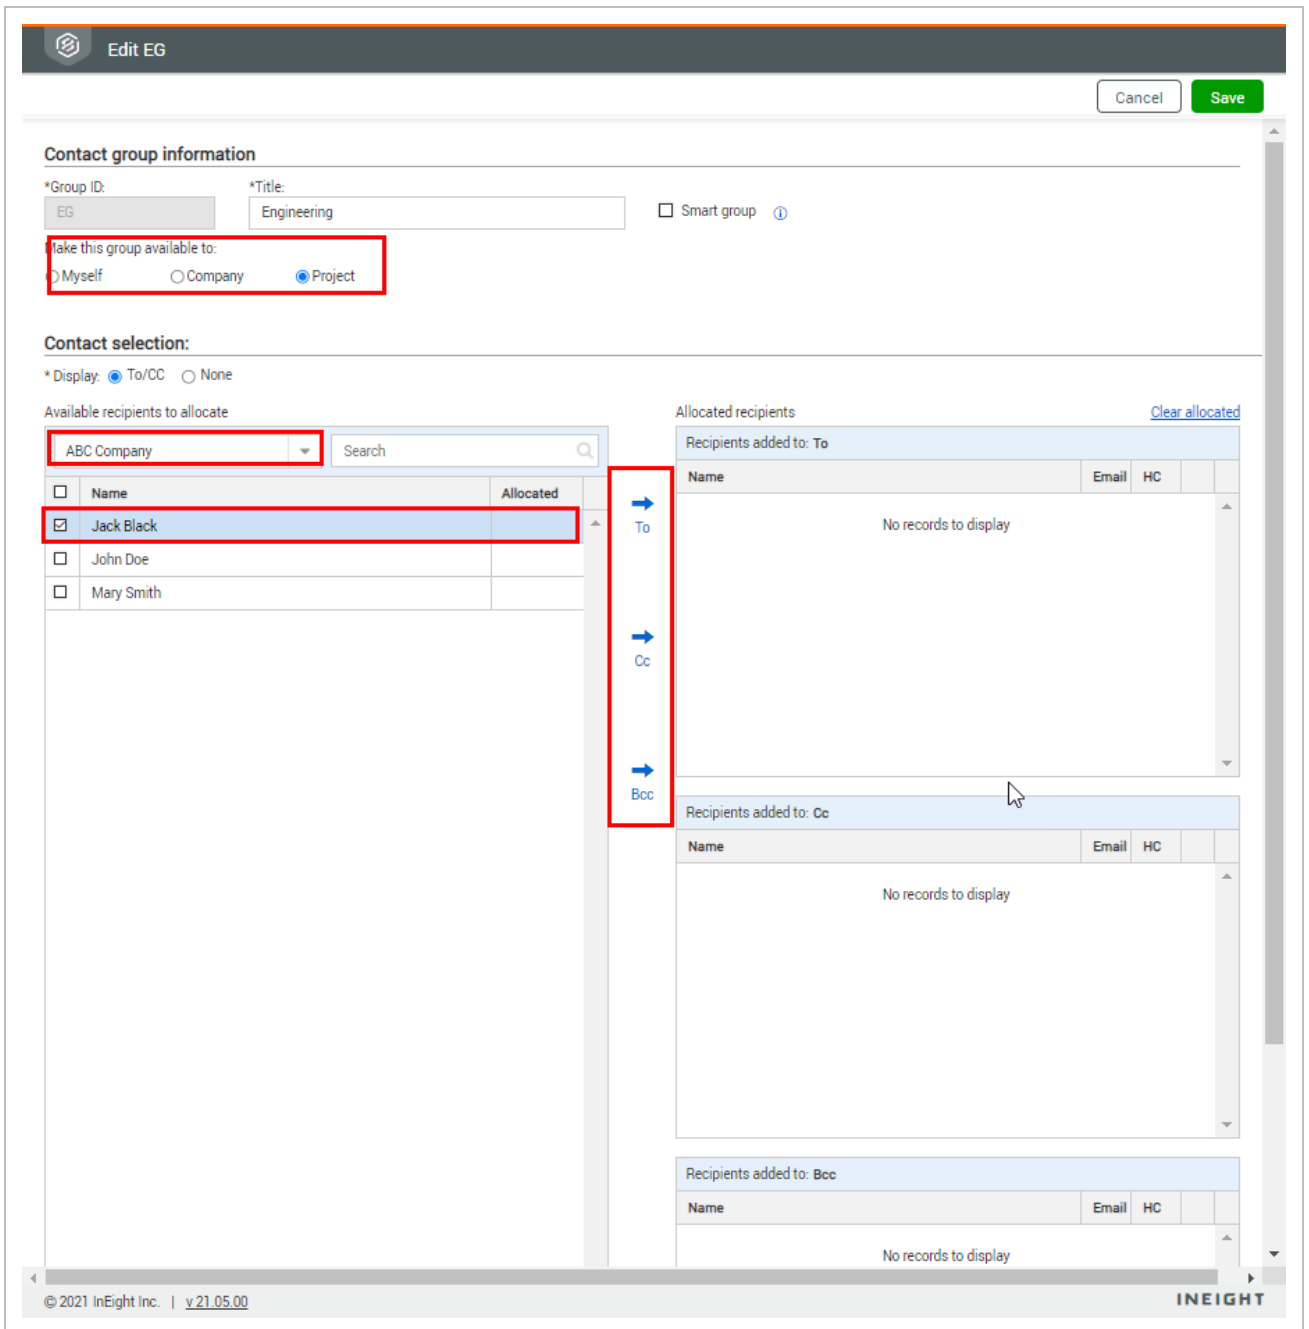 Edit EG
Cancel
Save
Contact group information
*Group ID:
*Title:
EG
Engineering
Smart group
Make this group available to:
Myself
Company
Project
Contact selection:
* Display:
To/CC
None
Available recipients to allocate
ABC Company
Search
Name
Allocated
Jack Black
John Doe
Mary Smith
To
Cc
Bcc
Allocated recipients
Clear allocated
Recipients added to: To
Name
Email
HC
No records to display
Recipients added to: Cc
Name
Email
HC
No records to display
Recipients added to: Bcc
Name
Email
HC
No records to display
© 2021 InEight Inc. | v 21.05.00
INEIGHT